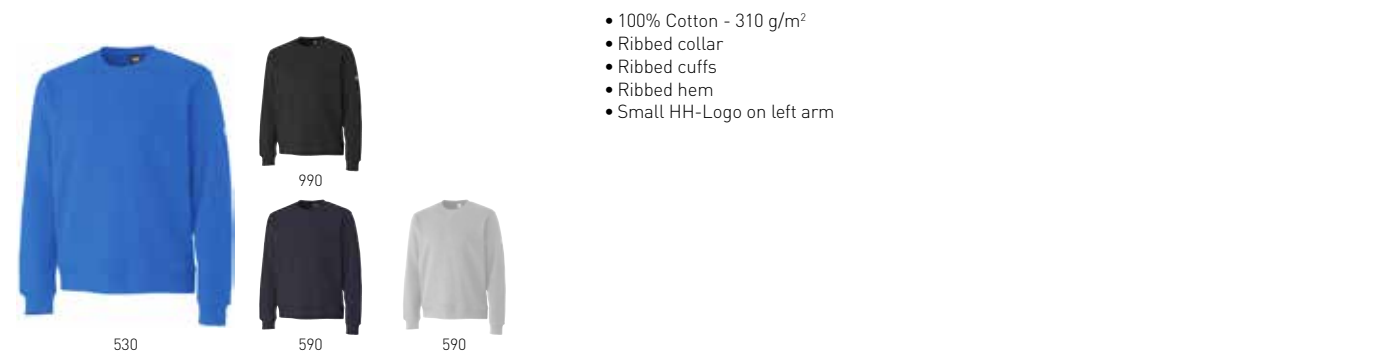 • 100% Cotton - 310 g/m²
• Ribbed collar
• Ribbed cuffs
• Ribbed hem
• Small HH-Logo on left arm
990
530
590
590